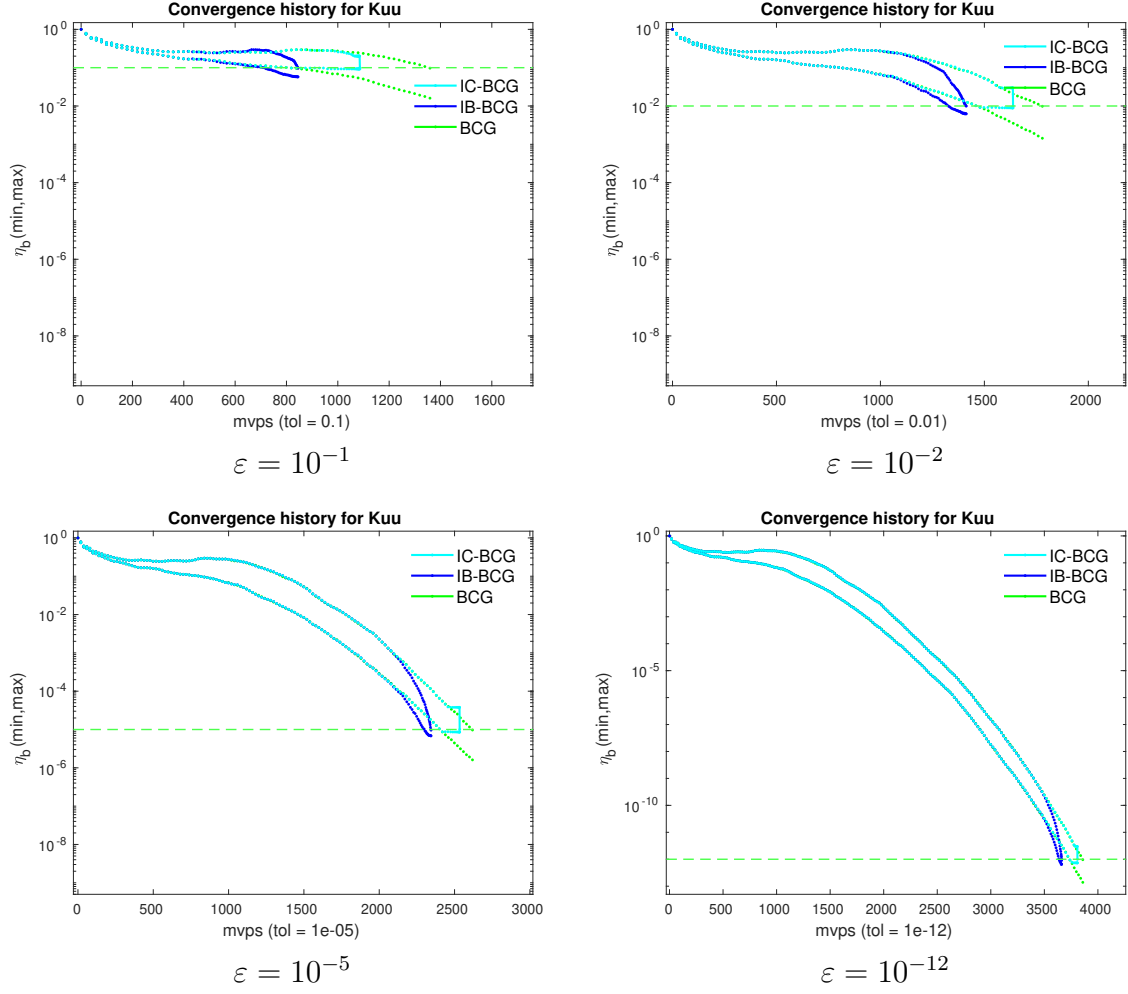 Convergence history for Kuu
10^0
10^-2
10^-4
10^-6
10^-8
η_b(min,max)
IC-BCG
IB-BCG
BCG
0 200 400 600 800 1000 1200 1400 1600
mvps (tol = 0.1)
ε = 10^-1
Convergence history for Kuu
10^0
10^-2
10^-4
10^-6
10^-8
η_b(min,max)
IC-BCG
IB-BCG
BCG
0 500 1000 1500 2000
mvps (tol = 0.01)
ε = 10^-2
Convergence history for Kuu
10^0
10^-2
10^-4
10^-6
10^-8
η_b(min,max)
IC-BCG
IB-BCG
BCG
0 500 1000 1500 2000 2500 3000
mvps (tol = 1e-05)
ε = 10^-5
Convergence history for Kuu
10^0
10^-5
10^-10
η_b(min,max)
IC-BCG
IB-BCG
BCG
0 500 1000 1500 2000 2500 3000 3500 4000
mvps (tol = 1e-12)
ε = 10^-12